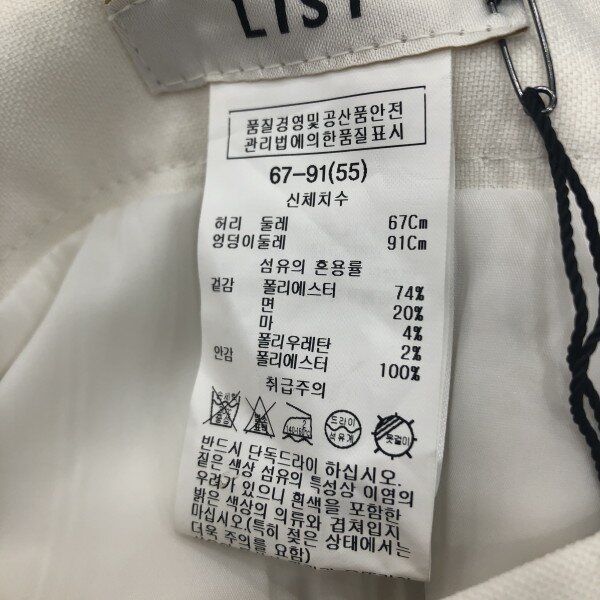 LIST
품질경영및공산품안전
관리법에의한품질표시
67-91(55)
신체치수
허리 둘레 67Cm
엉덩이둘레 91Cm
섬유의 혼용률
겉감 폴리에스터 74%
면 20%
마 4%
폴리우레탄 2%
안감 폴리에스터 100%
취급주의
드라이
석유계
옷걸이
반드시 단독드라이 하십시오.
짙은 색상 섬유의 특성상 이염의
우려가 있으니 흰색을 포함한
밝은 색상의 의류와 겹쳐입지
마십시오(특히 젖은 상태에서는
더욱 주의를 요함)